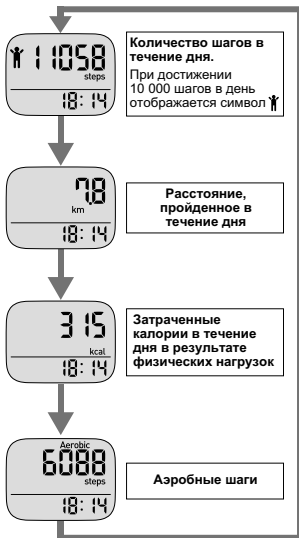 11058
steps
18:14
Количество шагов в
течение дня.
При достижении
10 000 шагов в день
отображается символ
7.8
km
18:14
Расстояние,
пройденное в
течение дня
315
kcal
18:14
Затраченные
калории в течение
дня в результате
физических нагрузок
Aerobic
6088
steps
18:14
Аэробные шаги